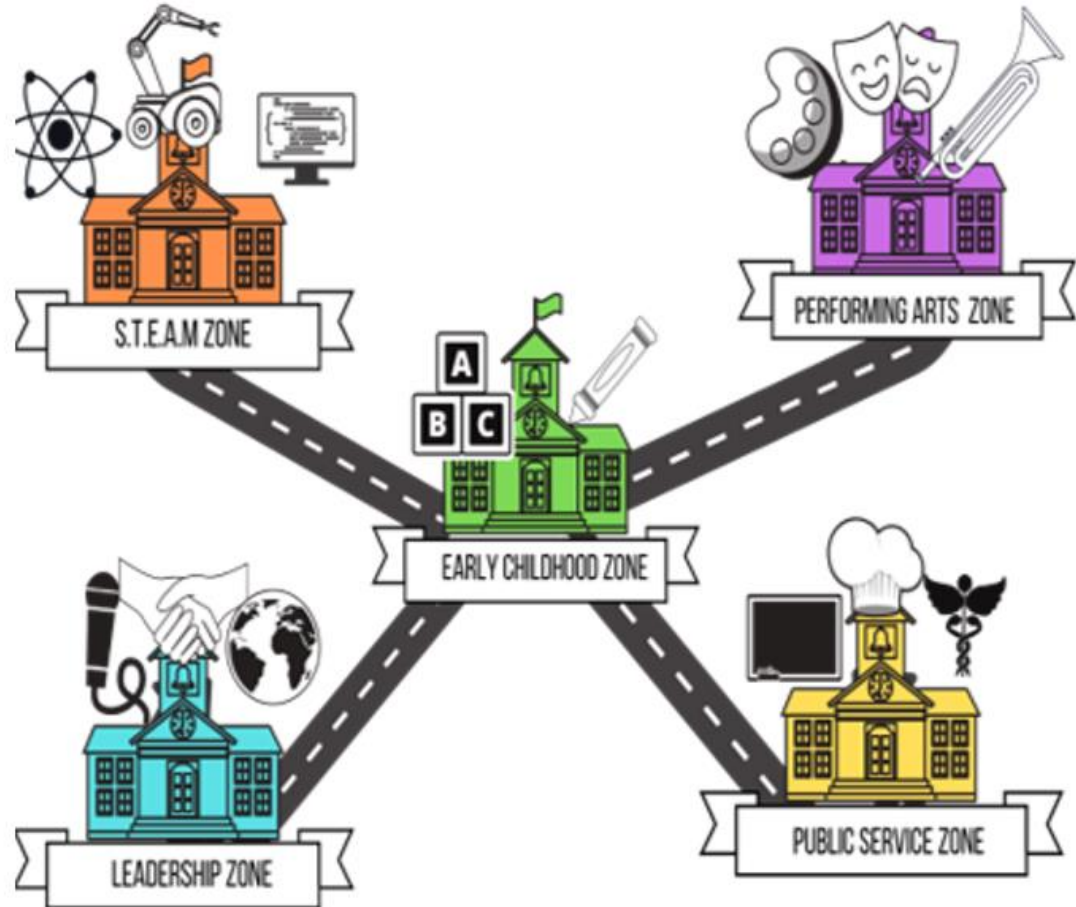 S.T.E.A.M ZONE
PERFORMING ARTS ZONE
A
B C
EARLY CHILDHOOD ZONE
LEADERSHIP ZONE
PUBLIC SERVICE ZONE